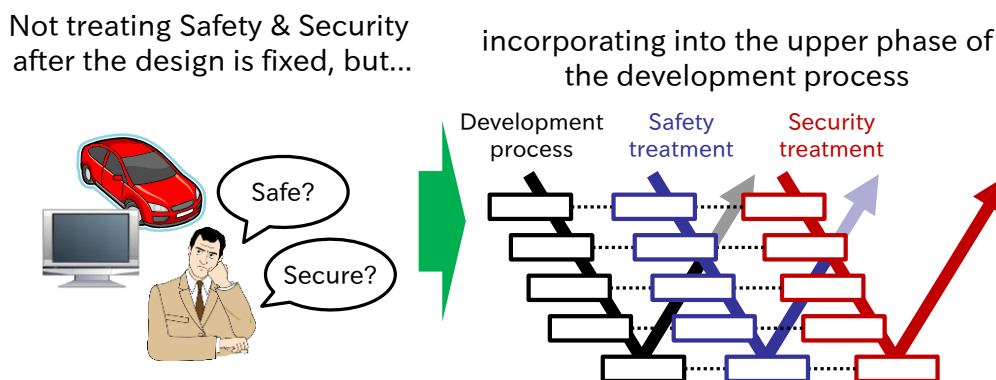 Not treating Safety & Security
after the design is fixed, but...
incorporating into the upper phase of
the development process
Safe?
Secure?
Development
process
Safety
treatment
Security
treatment